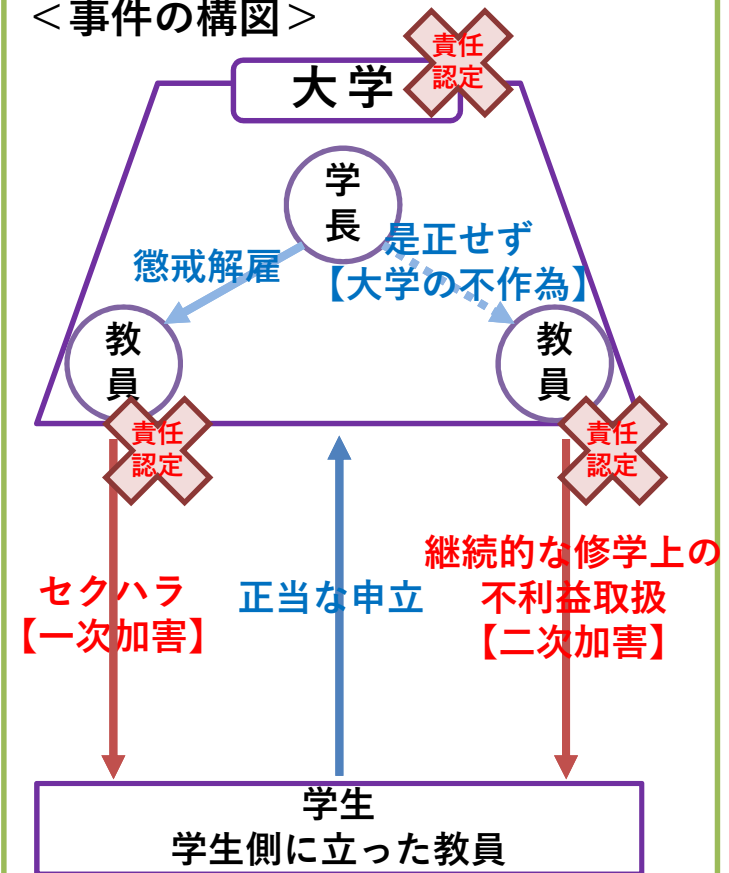 ＜事件の構図＞
責任
認定
大学
学
長
懲戒解雇
是正せず
【大学の不作為】
教
員
教
員
責任
認定
責任
認定
セクハラ
【一次加害】
正当な申立
継続的な修学上の
不利益取扱
【二次加害】
学生
学生側に立った教員